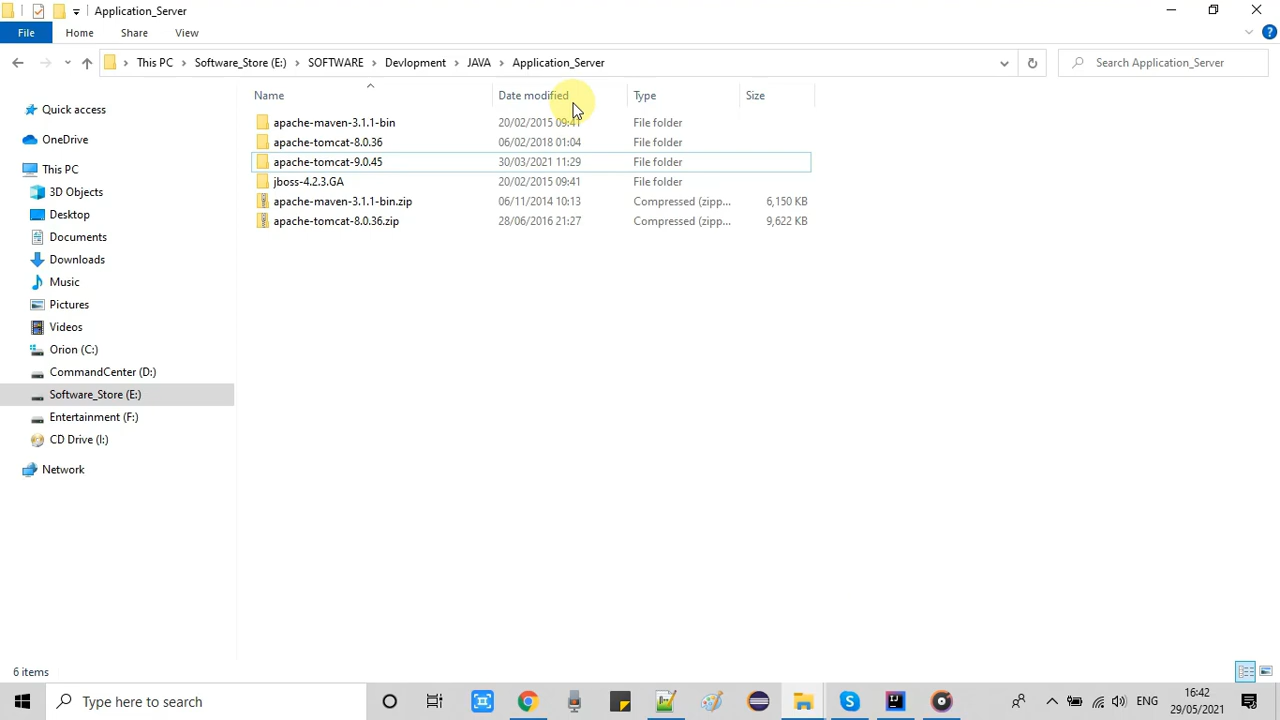 Application_Server
File Home Share View
This PC Software_Store (E:) SOFTWARE Devlopment JAVA Application_Server
Search Application_Server
Name Date modified Type Size
apache-maven-3.1.1-bin 20/02/2015 09:41 File folder
apache-tomcat-8.0.36 06/02/2018 01:04 File folder
apache-tomcat-9.0.45 30/03/2021 11:29 File folder
jboss-4.2.3.GA 20/02/2015 09:41 File folder
apache-maven-3.1.1-bin.zip 06/11/2014 10:13 Compressed (zipp... 6,150 KB
apache-tomcat-8.0.36.zip 28/06/2016 21:27 Compressed (zipp... 9,622 KB
Quick access
OneDrive
This PC
3D Objects
Desktop
Documents
Downloads
Music
Pictures
Videos
Orion (C:)
CommandCenter (D:)
Software_Store (E:)
Entertainment (F:)
CD Drive (I:)
Network
6 items
Type here to search
ENG
16:42
29/05/2021